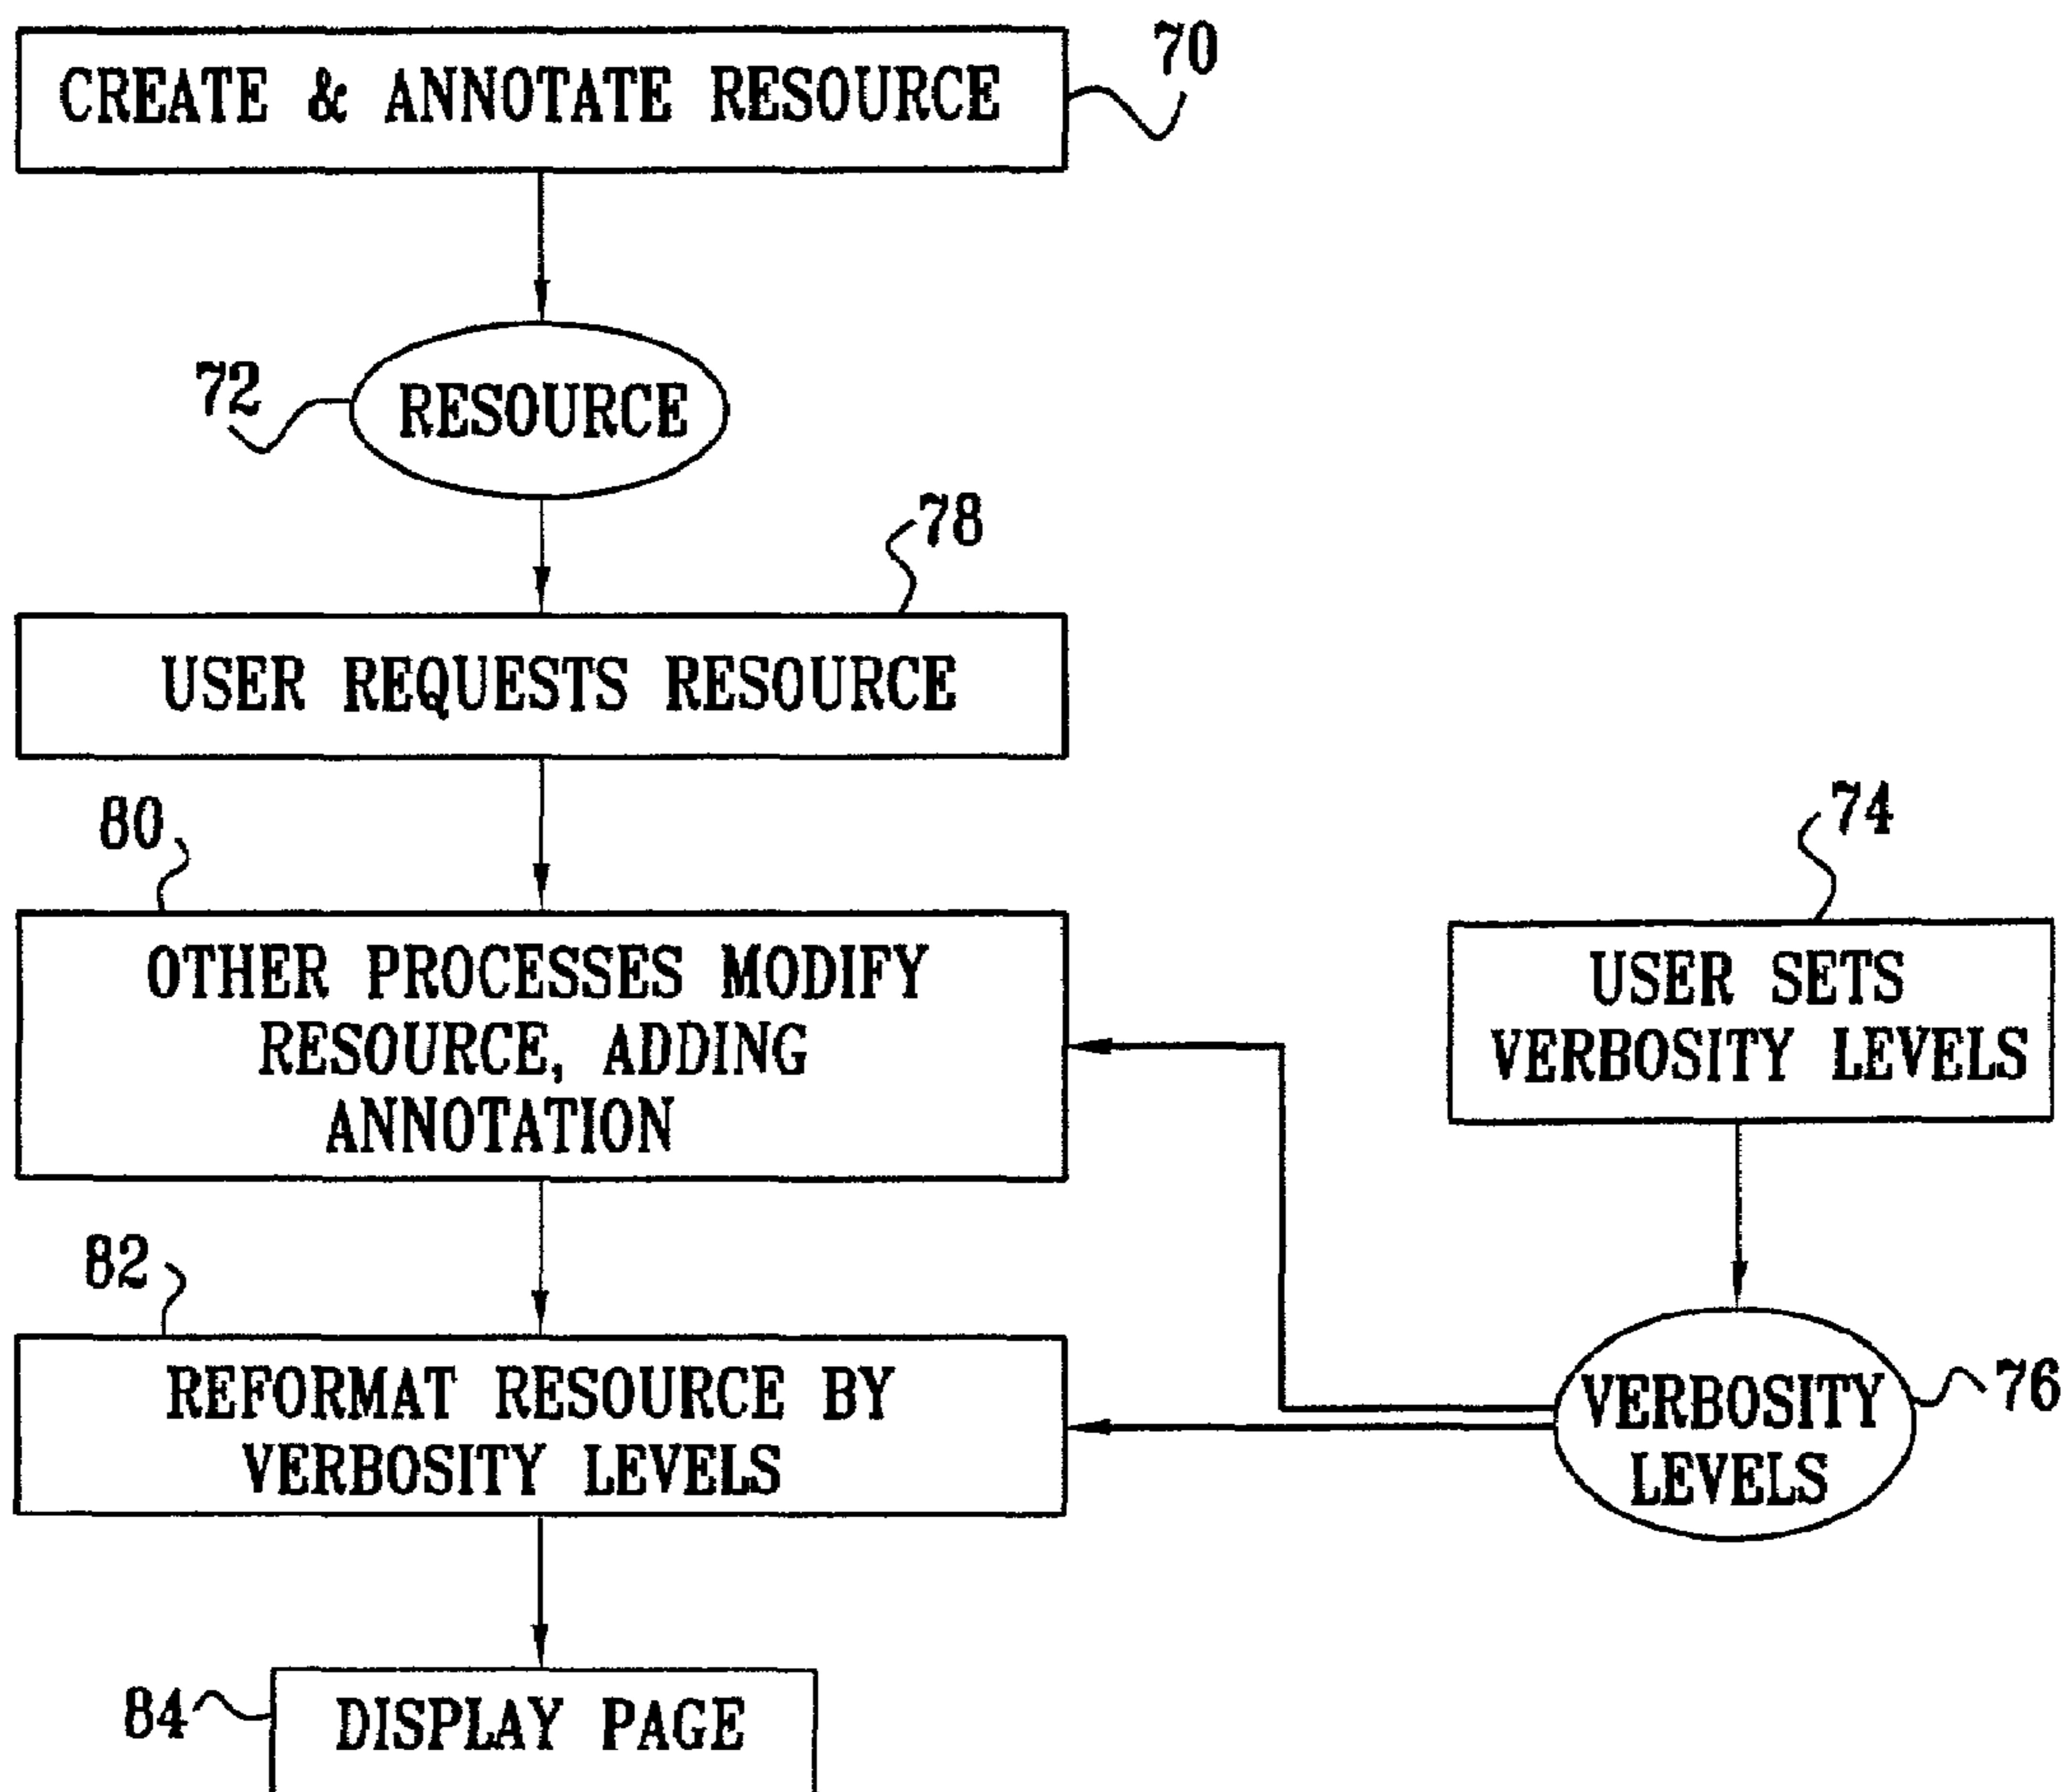 CREATE & ANNOTATE RESOURCE
70
72
RESOURCE
78
USER REQUESTS RESOURCE
80
OTHER PROCESSES MODIFY
RESOURCE, ADDING
ANNOTATION
74
USER SETS
VERBOSITY LEVELS
82
REFORMAT RESOURCE BY
VERBOSITY LEVELS
VERBOSITY
LEVELS
76
84
DISPLAY PAGE